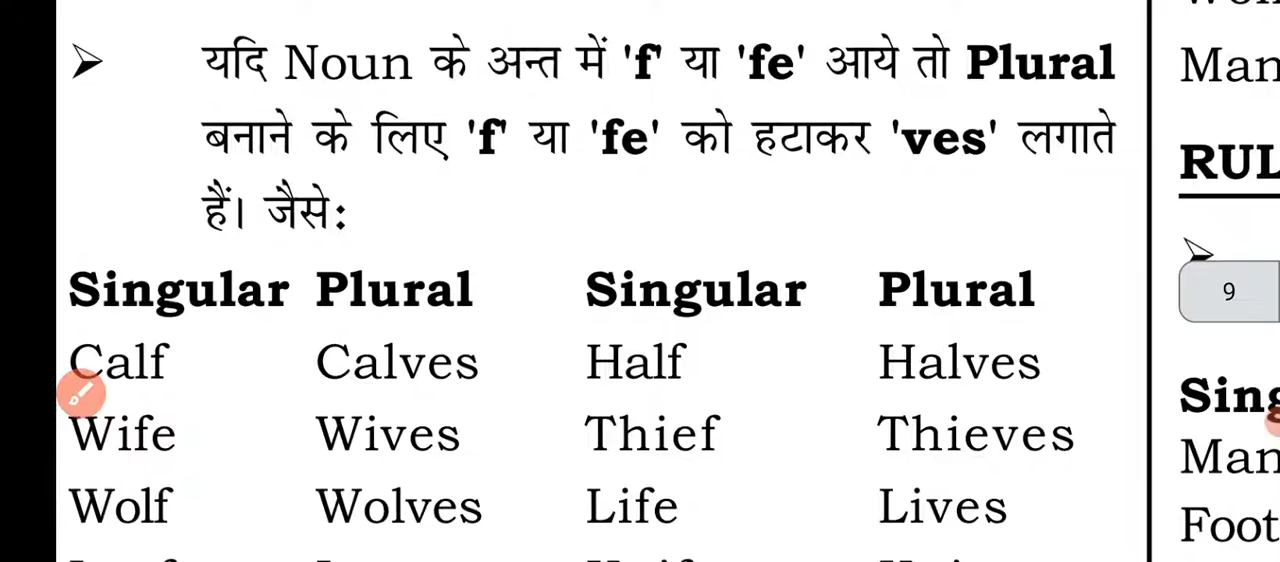 यदि Noun के अन्त में 'f' या 'fe' आये तो Plural
बनाने के लिए 'f' या 'fe' को हटाकर 'ves' लगाते
हैं। जैसे:
Singular Plural Singular Plural
Calf Calves Half Halves
Wife Wives Thief Thieves
Wolf Wolves Life Lives
Man
RUL
9
Sing
Man
Foot